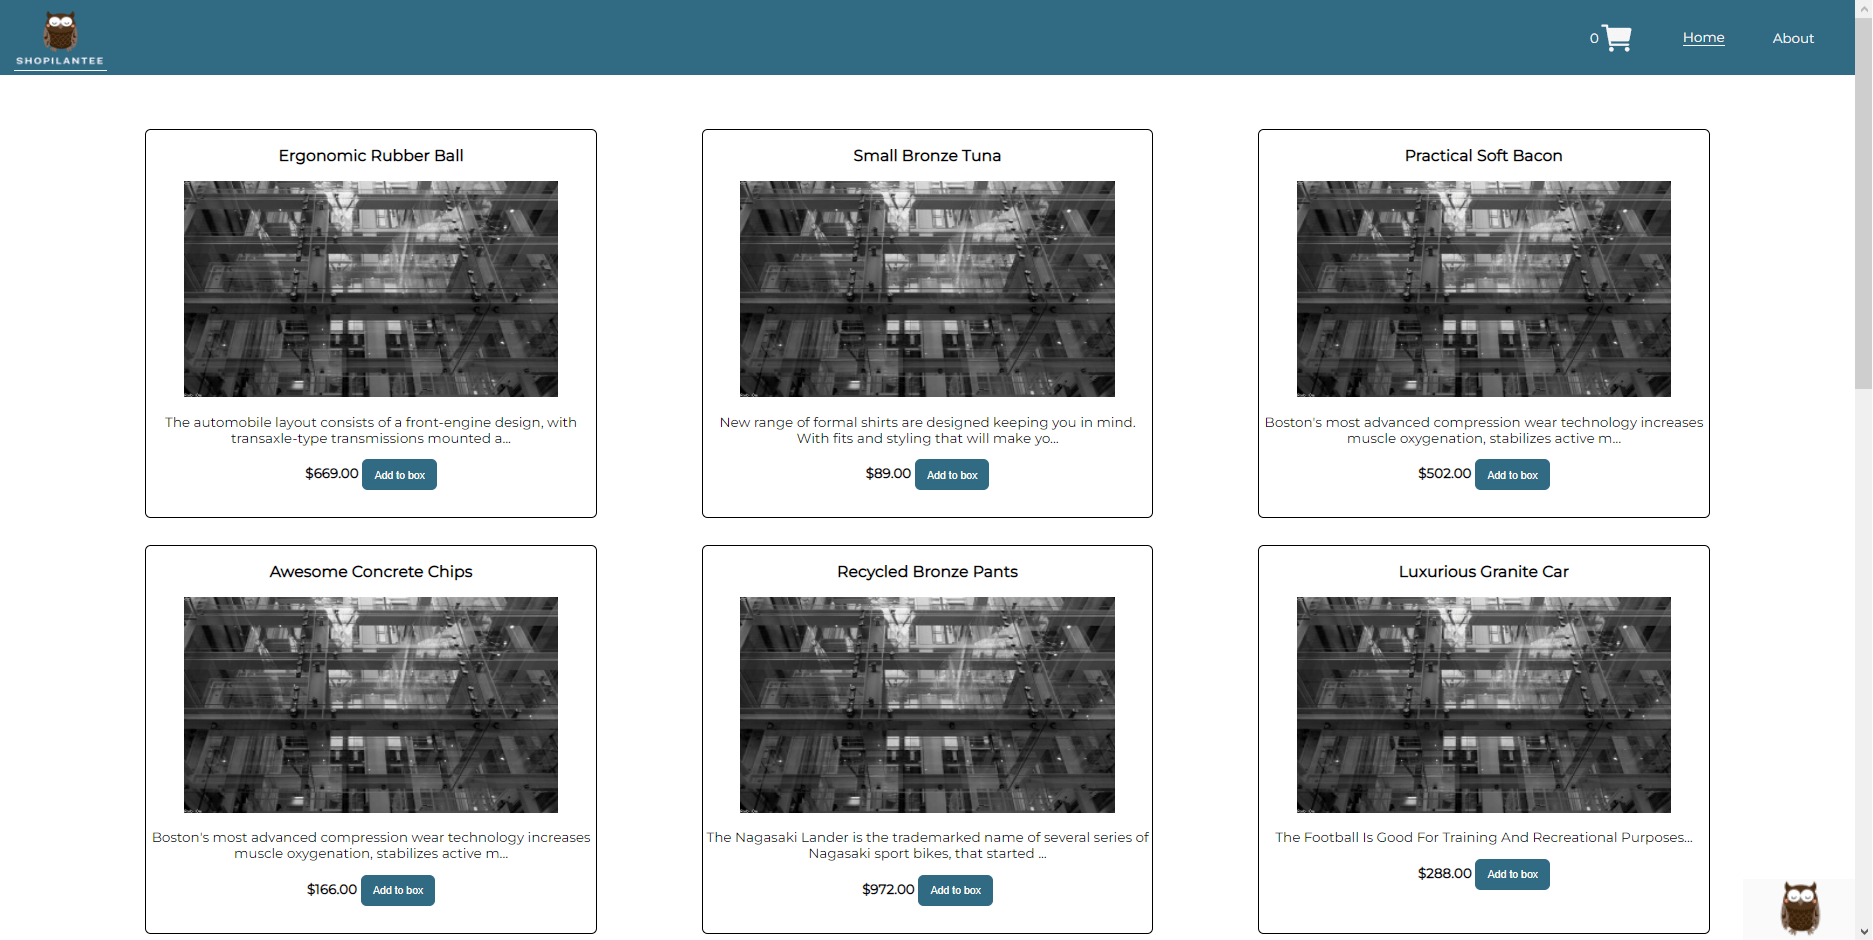 SHOPILANTEE
0
Home
About
Ergonomic Rubber Ball
The automobile layout consists of a front-engine design, with
transaxle-type transmissions mounted a...
$669.00 Add to box
Small Bronze Tuna
New range of formal shirts are designed keeping you in mind.
With fits and styling that will make yo...
$89.00 Add to box
Practical Soft Bacon
Boston's most advanced compression wear technology increases
muscle oxygenation, stabilizes active m...
$502.00 Add to box
Awesome Concrete Chips
Boston's most advanced compression wear technology increases
muscle oxygenation, stabilizes active m...
$166.00 Add to box
Recycled Bronze Pants
The Nagasaki Lander is the trademarked name of several series of
Nagasaki sport bikes, that started ...
$972.00 Add to box
Luxurious Granite Car
The Football Is Good For Training And Recreational Purposes...
$288.00 Add to box